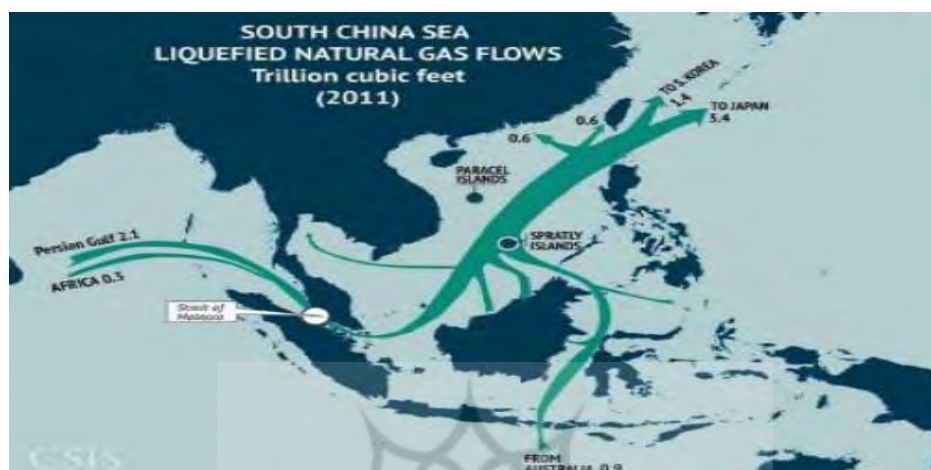 SOUTH CHINA SEA
LIQUEFIED NATURAL GAS FLOWS
Trillion cubic feet
(2011)
TO S. KOREA
1.4
TO JAPAN
3.4
0.6
0.6
PARACEL
ISLANDS
SPRATLY
ISLANDS
Persian Gulf 2.1
AFRICA 0.3
Strait of
Malacca
FROM
AUSTRALIA 0.9
CSIS